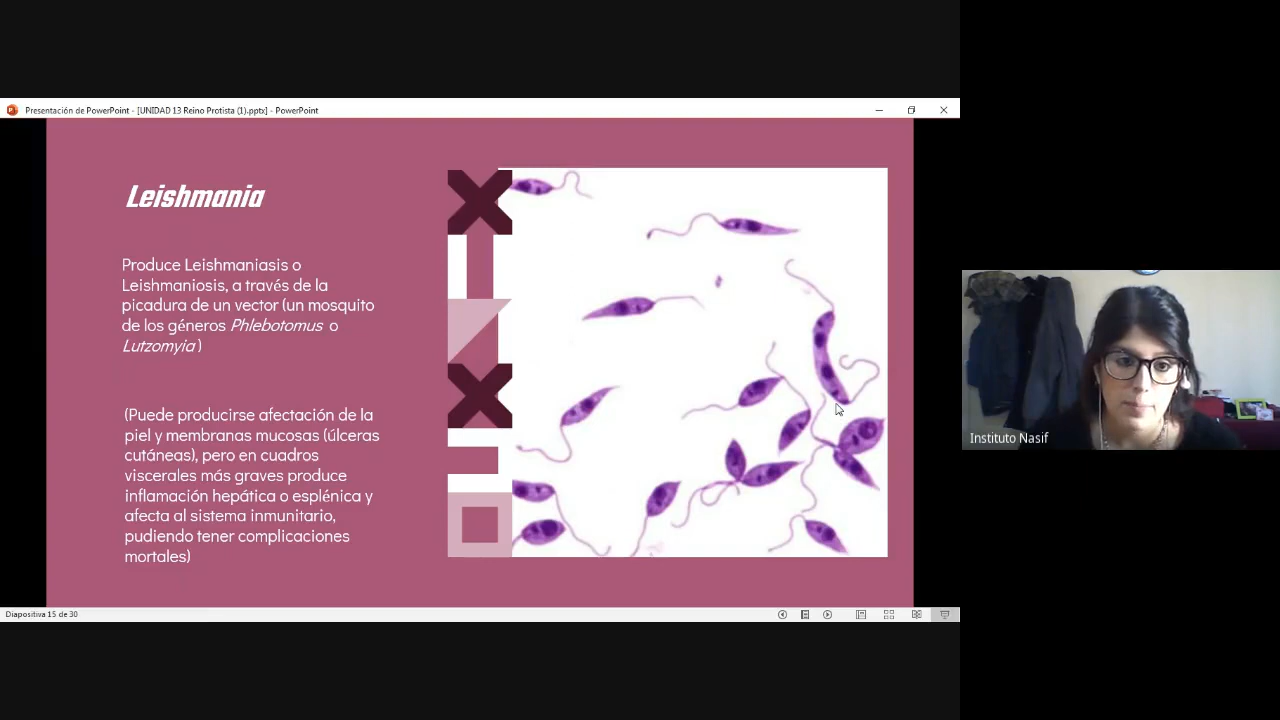 Presentación de PowerPoint - [UNIDAD 13 Reino Protista (1).pptx] - PowerPoint
Leishmania
Produce Leishmaniasis o
Leishmaniosis, a través de la
picadura de un vector (un mosquito
de los géneros Phlebotomus o
Lutzomyia)
(Puede producirse afectación de la
piel y membranas mucosas (úlceras
cutáneas), pero en cuadros
viscerales más graves produce
inflamación hepática o esplénica y
afecta al sistema inmunitario,
pudiendo tener complicaciones
mortales)
Instituto Nasif
Diapositiva 15 de 30